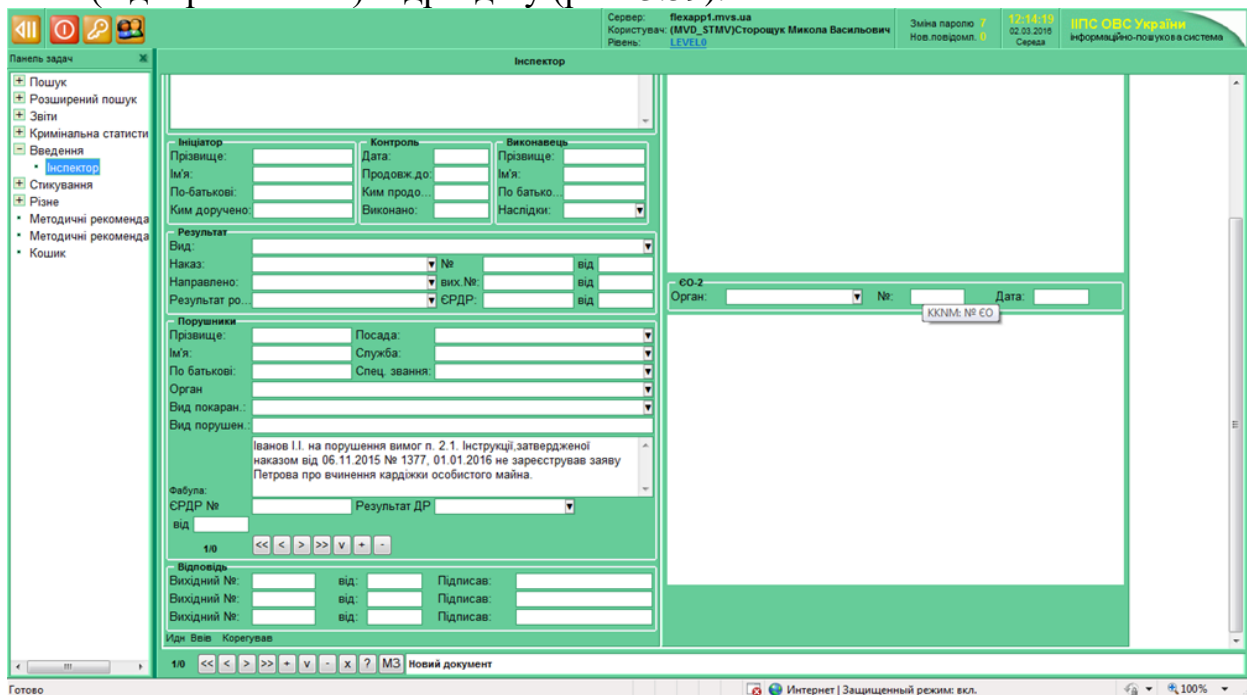 Сервер: flexapp1.mvs.ua
Користувач: (MVD_STMV)Сторощук Микола Васильович
Рівень: LEVEL0
Зміна паролю 7
Нов.повідомл. 0
12:14:19
02.03.2016
Середа
ІІПС ОВС України
інформаційно-пошукова система
Панель задач
Інспектор
Пошук
Розширений пошук
Звіти
Кримінальна статисти
Введення
Інспектор
Стикування
Різне
Методичні рекоменда
Методичні рекоменда
Кошик
Ініціатор
Прізвище:
Ім'я:
По-батькові:
Ким доручено:
Контроль
Дата:
Продовж.до:
Ким продо...
Виконано:
Виконавець
Прізвище:
Ім'я:
По батько...
Наслідки:
Результат
Вид:
Наказ: № від
Направлено: вих.№: від
Результат ро... ЄРДР: від
Порушники
Прізвище: Посада:
Ім'я: Служба:
По батькові: Спец. звання:
Орган
Вид покаран.:
Вид порушен.:
Іванов І.І. на порушення вимог п. 2.1. Інструкції,затвердженої
наказом від 06.11.2015 № 1377, 01.01.2016 не зареєстрував заяву
Петрова про вчинення кардіжки особистого майна.
Фабула:
ЄРДР № Результат ДР
від
1/0 << < > >> v + -
Відповідь
Вихідний №: від: Підписав:
Вихідний №: від: Підписав:
Вихідний №: від: Підписав:
Идн Ввів Корегував
ЄО-2
Орган: №: Дата:
KKNM: № ЄО
1/0 << < > >> + v - x ? МЗ Новий документ
Готово
Интернет | Защищенный режим: вкл.
100%